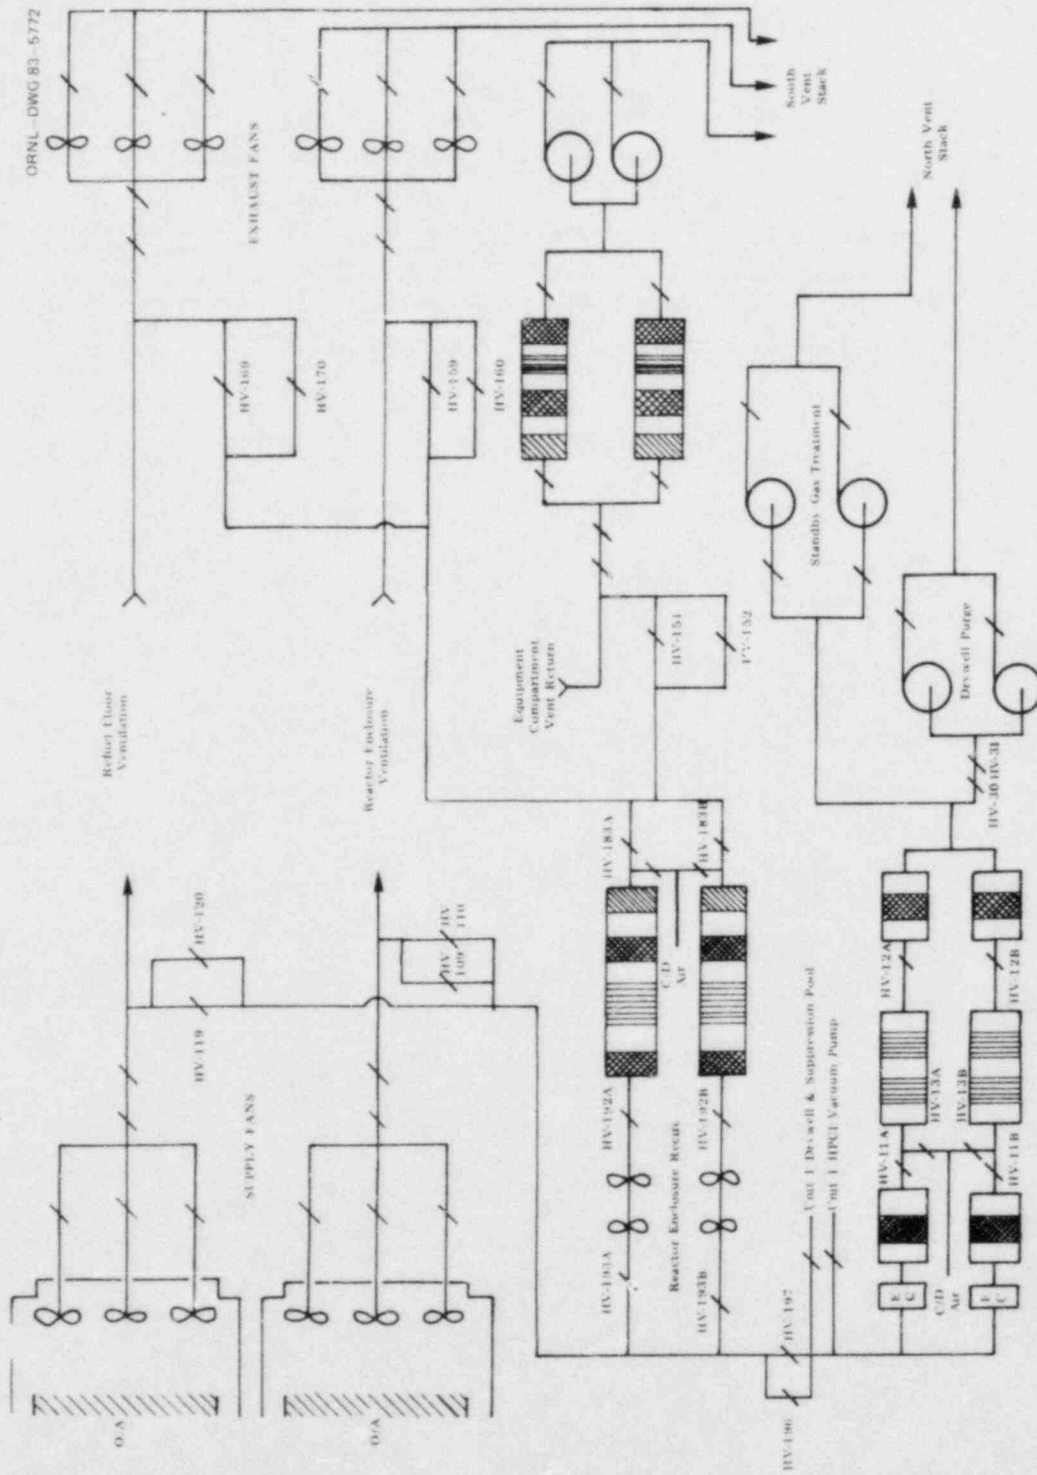 ORNL-DWG 83-5772
EXHAUST FANS
South
Vent
Stack
North Vent
Stack
HV-169
HV-170
HV-159
HV-160
Standby Gas Treatment
Refuel Floor
Ventilation
Reactor Enclosure
Ventilation
Equipment
Compartment
Vent Return
HV-151
HV-152
Drywell Purge
HV-30
HV-31
HV-120
HV-119
HV
110
HV
109
HV-183A
HV-183B
C/D
Air
SUPPLY FANS
HV-192A
HV-192B
Reactor Enclosure Recirc
HV-193A
HV-193B
Unit 1 Drywell & Suppression Pool
Unit 1 HPCI Vacuum Pump
HV-12A
HV-12B
HV-13A
HV-13B
HV-11A
HV-11B
E
C
C/D
Air
E
C
HV-197
HV-196
O/A
O/A